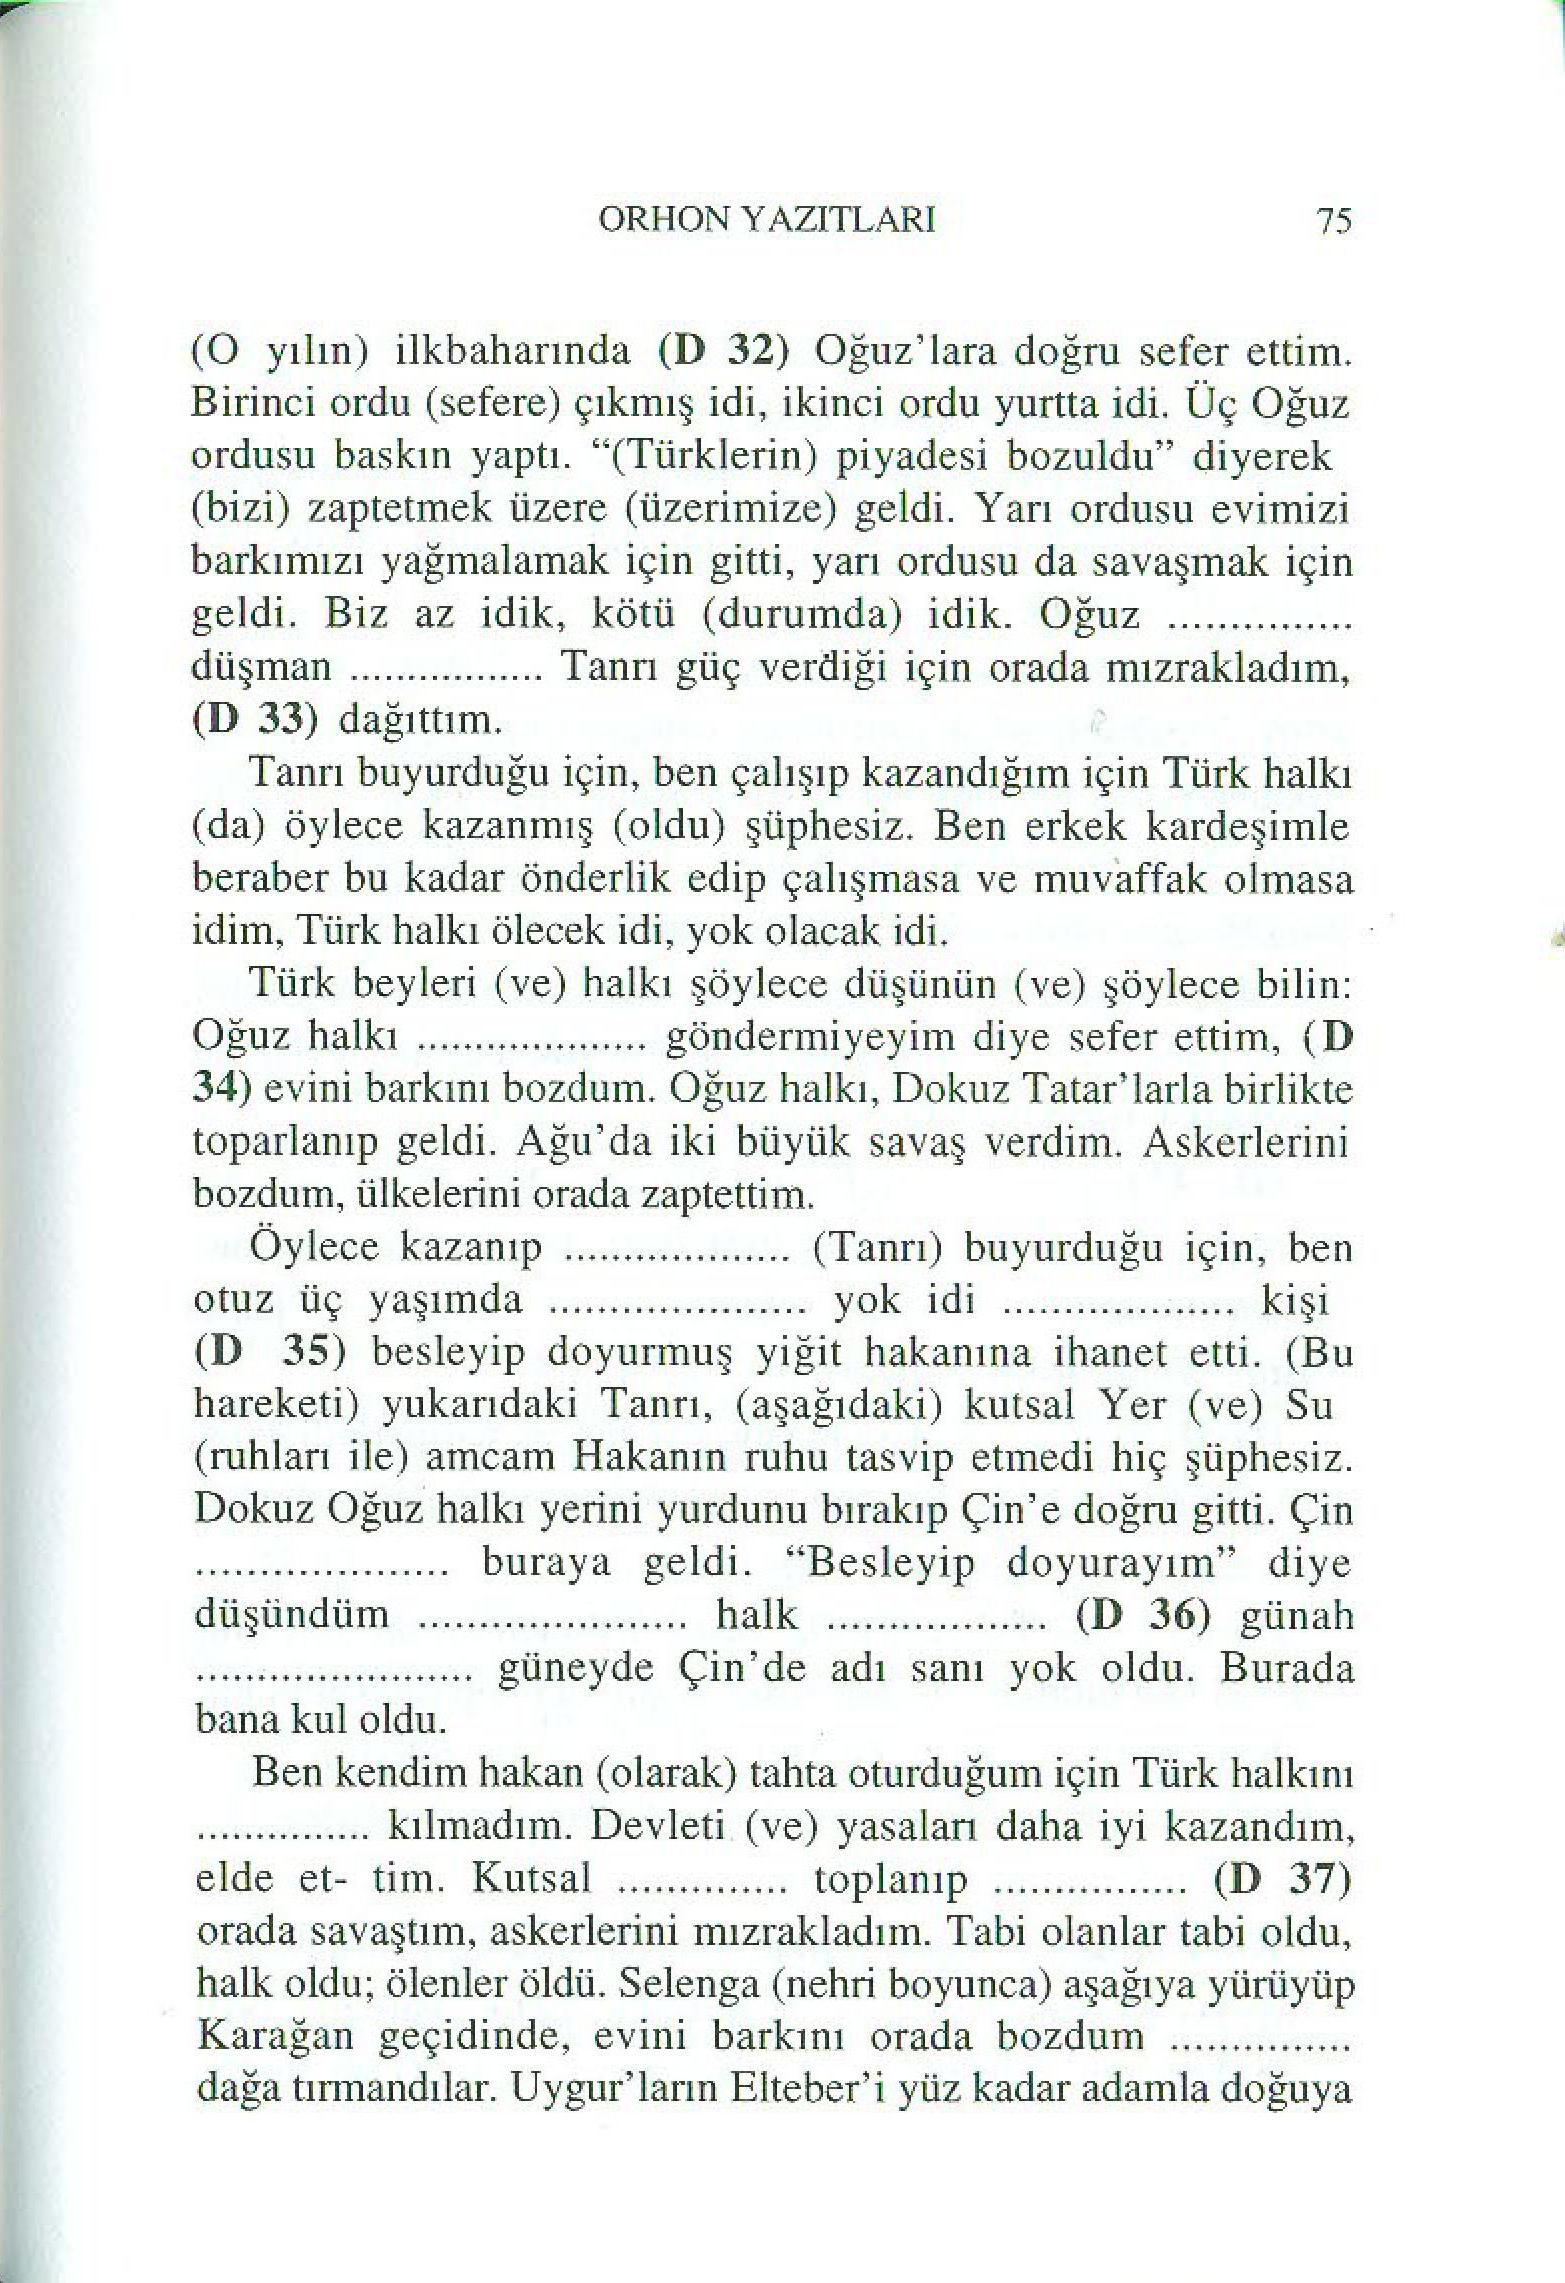 ORHON YAZITLARI 75
(O yılın) ilkbaharında (D 32) Oğuz'lara doğru sefer ettim.
Birinci ordu (sefere) çıkmış idi, ikinci ordu yurtta idi. Üç Oğuz
ordusu baskın yaptı. “(Türklerin) piyadesi bozuldu” diyerek
(bizi) zaptetmek üzere (üzerimize) geldi. Yarı ordusu evimizi
barkımızı yağmalamak için gitti, yarı ordusu da savaşmak için
geldi. Biz az idik, kötü (durumda) idik. Oğuz ...............
düşman ................ Tanrı güç verdiği için orada mızrakladım,
(D 33) dağıttım.
Tanrı buyurduğu için, ben çalışıp kazandığım için Türk halkı
(da) öylece kazanmış (oldu) şüphesiz. Ben erkek kardeşimle
beraber bu kadar önderlik edip çalışmasa ve muvaffak olmasa
idim, Türk halkı ölecek idi, yok olacak idi.
Türk beyleri (ve) halkı şöylece düşünün (ve) şöylece bilin:
Oğuz halkı .................... göndermiyeyim diye sefer ettim, (D
34) evini barkını bozdum. Oğuz halkı, Dokuz Tatar'larla birlikte
toparlanıp geldi. Ağu'da iki büyük savaş verdim. Askerlerini
bozdum, ülkelerini orada zaptettim.
Öylece kazanıp ................... (Tanrı) buyurduğu için, ben
otuz üç yaşımda ..................... yok idi ................... kişi
(D 35) besleyip doyurmuş yiğit hakanına ihanet etti. (Bu
hareketi) yukarıdaki Tanrı, (aşağıdaki) kutsal Yer (ve) Su
(ruhları ile) amcam Hakanın ruhu tasvip etmedi hiç şüphesiz.
Dokuz Oğuz halkı yerini yurdunu bırakıp Çin'e doğru gitti. Çin
..................... buraya geldi. “Besleyip doyurayım” diye
düşündüm ...................... halk .................. (D 36) günah
....................... güneyde Çin'de adı sanı yok oldu. Burada
bana kul oldu.
Ben kendim hakan (olarak) tahta oturduğum için Türk halkını
............... kılmadım. Devleti (ve) yasaları daha iyi kazandım,
elde et- tim. Kutsal .............. toplanıp ................ (D 37)
orada savaştım, askerlerini mızrakladım. Tabi olanlar tabi oldu,
halk oldu; ölenler öldü. Selenga (nehri boyunca) aşağıya yürüyüp
Karağan geçidinde, evini barkını orada bozdum ...............
dağa tırmandılar. Uygur'ların Elteber'i yüz kadar adamla doğuya